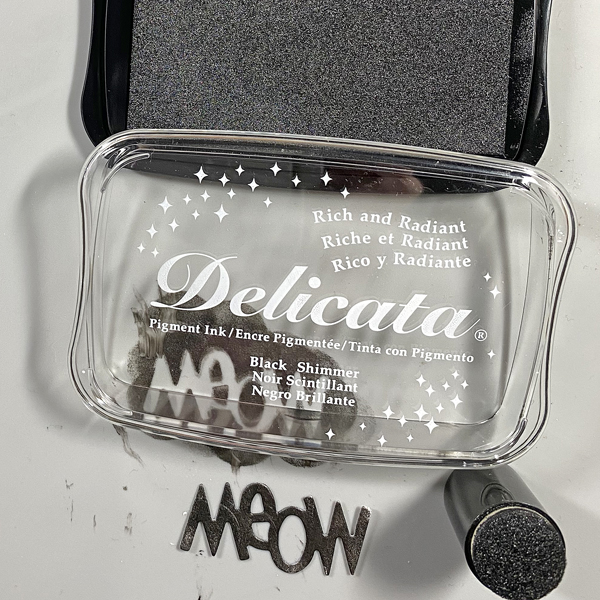 Rich and Radiant
Riche et Radiant
Rico y Radiante
Delicata®
Pigment Ink/Encre Pigmentée/Tinta con Pigmento
Black Shimmer
Noir Scintillant
Negro Brillante
MeOW
MeOW